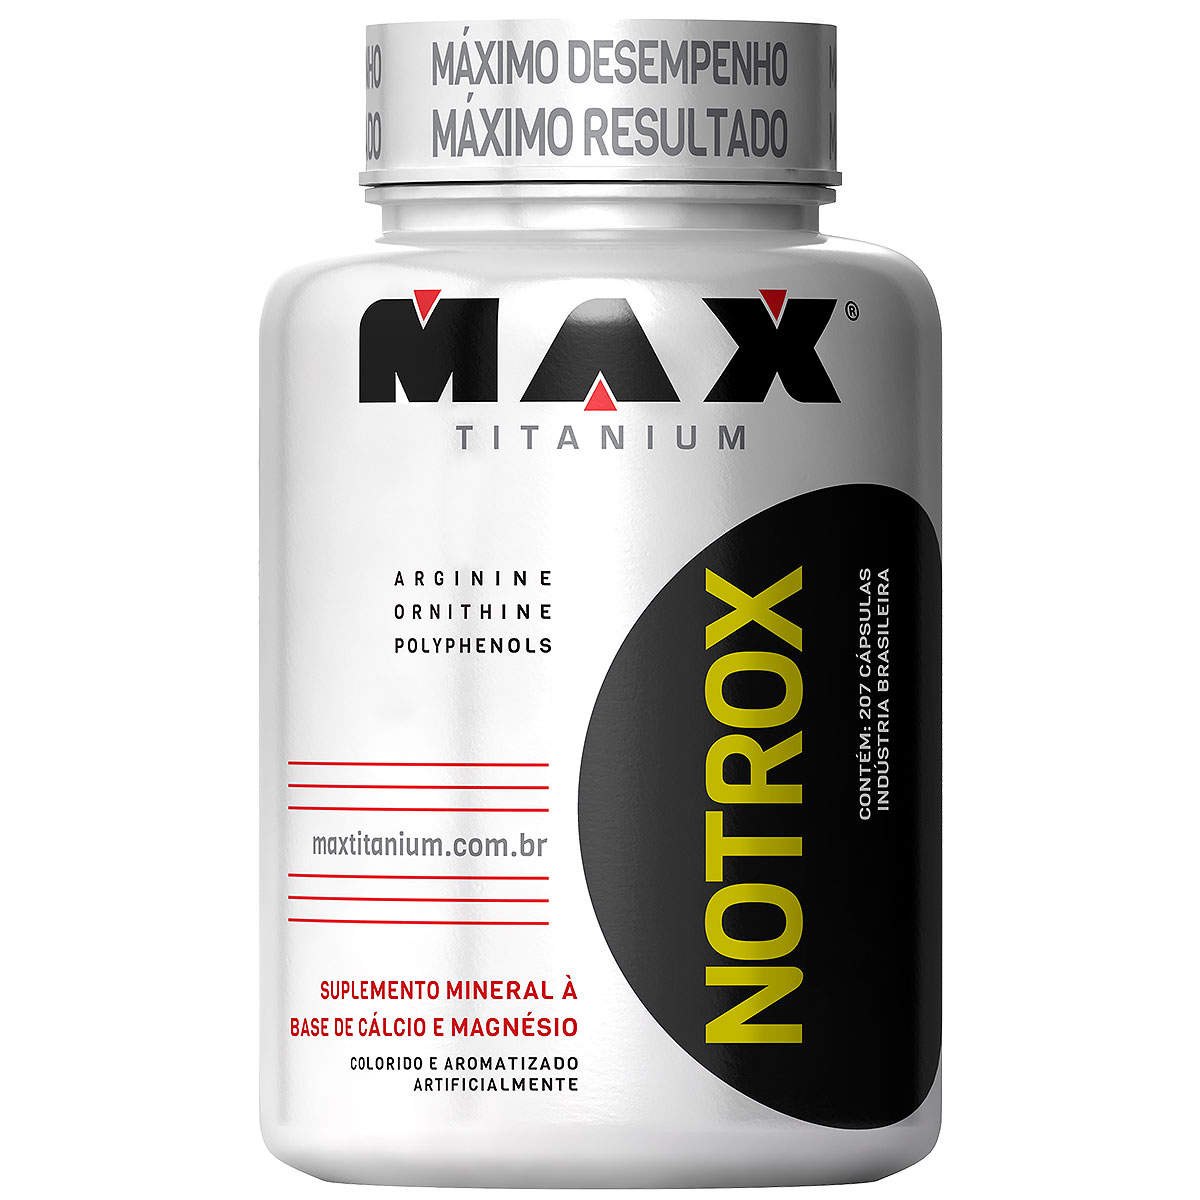 MÁXIMO DESEMPENHO
MÁXIMO RESULTADO
MAX®
TITANIUM
ARGININE
ORNITHINE
POLYPHENOLS
NOTROX
CONTÉM: 207 CÁPSULAS
INDÚSTRIA BRASILEIRA
maxtitanium.com.br
SUPLEMENTO MINERAL À
BASE DE CÁLCIO E MAGNÉSIO
COLORIDO E AROMATIZADO
ARTIFICIALMENTE